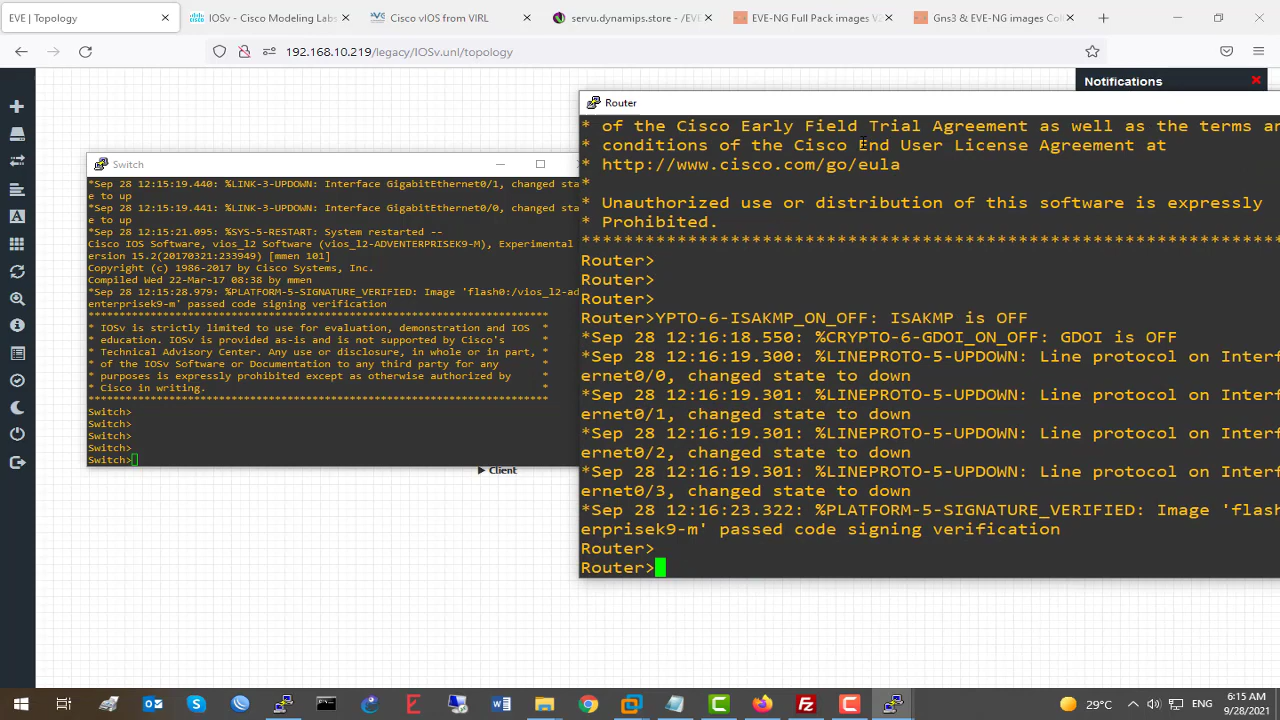 EVE | Topology
IOSv - Cisco Modeling Labs
Cisco vIOS from VIRL
servu.dynamips.store - /EVE
EVE-NG Full Pack images V2
Gns3 & EVE-NG images Coll
192.168.10.219/legacy/IOSv.unl/topology
Notifications
Router
* of the Cisco Early Field Trial Agreement as well as the terms an
* conditions of the Cisco End User License Agreement at
* http://www.cisco.com/go/eula
*
* Unauthorized use or distribution of this software is expressly
* Prohibited.
*****************************************************************
Router>
Router>
Router>
Router>YPTO-6-ISAKMP_ON_OFF: ISAKMP is OFF
*Sep 28 12:16:18.550: %CRYPTO-6-GDOI_ON_OFF: GDOI is OFF
*Sep 28 12:16:19.300: %LINEPROTO-5-UPDOWN: Line protocol on Interf
ernet0/0, changed state to down
*Sep 28 12:16:19.301: %LINEPROTO-5-UPDOWN: Line protocol on Interf
ernet0/1, changed state to down
*Sep 28 12:16:19.301: %LINEPROTO-5-UPDOWN: Line protocol on Interf
ernet0/2, changed state to down
*Sep 28 12:16:19.301: %LINEPROTO-5-UPDOWN: Line protocol on Interf
ernet0/3, changed state to down
*Sep 28 12:16:23.322: %PLATFORM-5-SIGNATURE_VERIFIED: Image 'flash
erprisek9-m' passed code signing verification
Router>
Router>
Switch
*Sep 28 12:15:19.440: %LINK-3-UPDOWN: Interface GigabitEthernet0/1, changed sta
e to up
*Sep 28 12:15:19.441: %LINK-3-UPDOWN: Interface GigabitEthernet0/0, changed sta
e to up
*Sep 28 12:15:21.095: %SYS-5-RESTART: System restarted --
Cisco IOS Software, vios_l2 Software (vios_l2-ADVENTERPRISEK9-M), Experimental
ersion 15.2(20170321:233949) [mmen 101]
Copyright (c) 1986-2017 by Cisco Systems, Inc.
Compiled Wed 22-Mar-17 08:38 by mmen
*Sep 28 12:15:28.979: %PLATFORM-5-SIGNATURE_VERIFIED: Image 'flash0:/vios_l2-ad
enterprisek9-m' passed code signing verification
**************************************************************************
* IOSv is strictly limited to use for evaluation, demonstration and IOS *
* education. IOSv is provided as-is and is not supported by Cisco's *
* Technical Advisory Center. Any use or disclosure, in whole or in part, *
* of the IOSv Software or Documentation to any third party for any *
* purposes is expressly prohibited except as otherwise authorized by *
* Cisco in writing. *
**************************************************************************
Switch>
Switch>
Switch>
Switch>
Switch>
Client
29°C
ENG
6:15 AM
9/28/2021